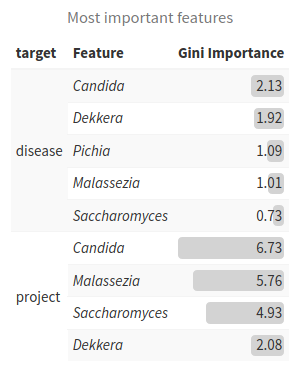 Most important features
target Feature Gini Importance
disease Candida 2.13
Dekkera 1.92
Pichia 1.09
Malassezia 1.01
Saccharomyces 0.73
project Candida 6.73
Malassezia 5.76
Saccharomyces 4.93
Dekkera 2.08